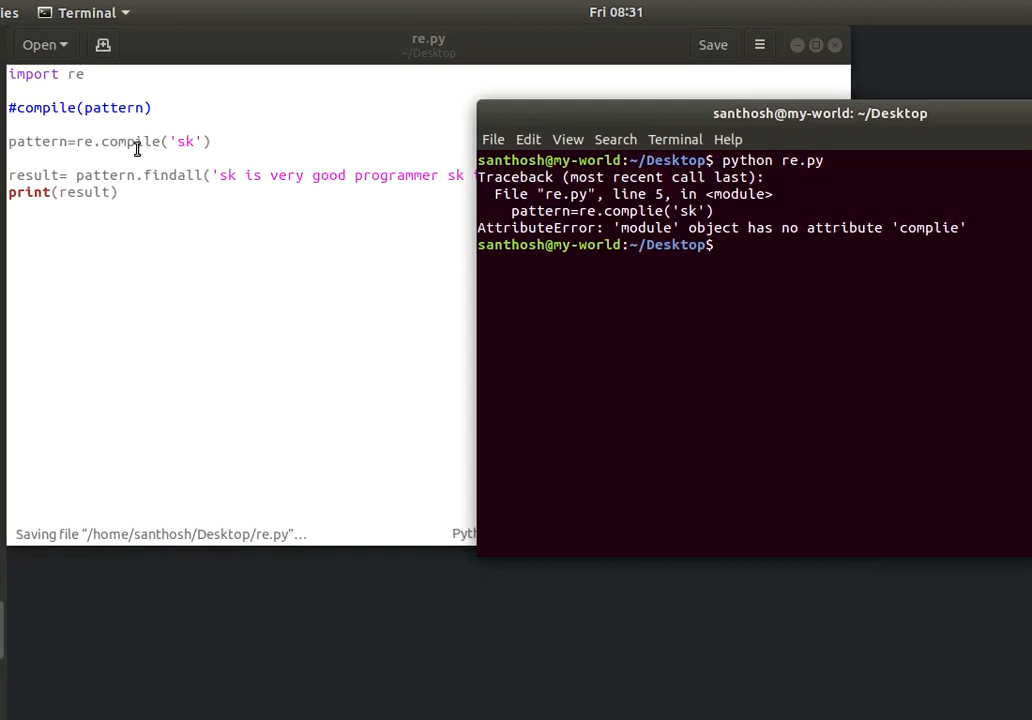 ies Terminal Fri 08:31
Open re.py Save
~/Desktop
import re
#compile(pattern)
pattern=re.compile('sk')
result= pattern.findall('sk is very good programmer sk
print(result)
Saving file “/home/santhosh/Desktop/re.py”…
santhosh@my-world: ~/Desktop
File Edit View Search Terminal Help
santhosh@my-world:~/Desktop$ python re.py
Traceback (most recent call last):
File "re.py", line 5, in <module>
pattern=re.complie('sk')
AttributeError: 'module' object has no attribute 'complie'
santhosh@my-world:~/Desktop$